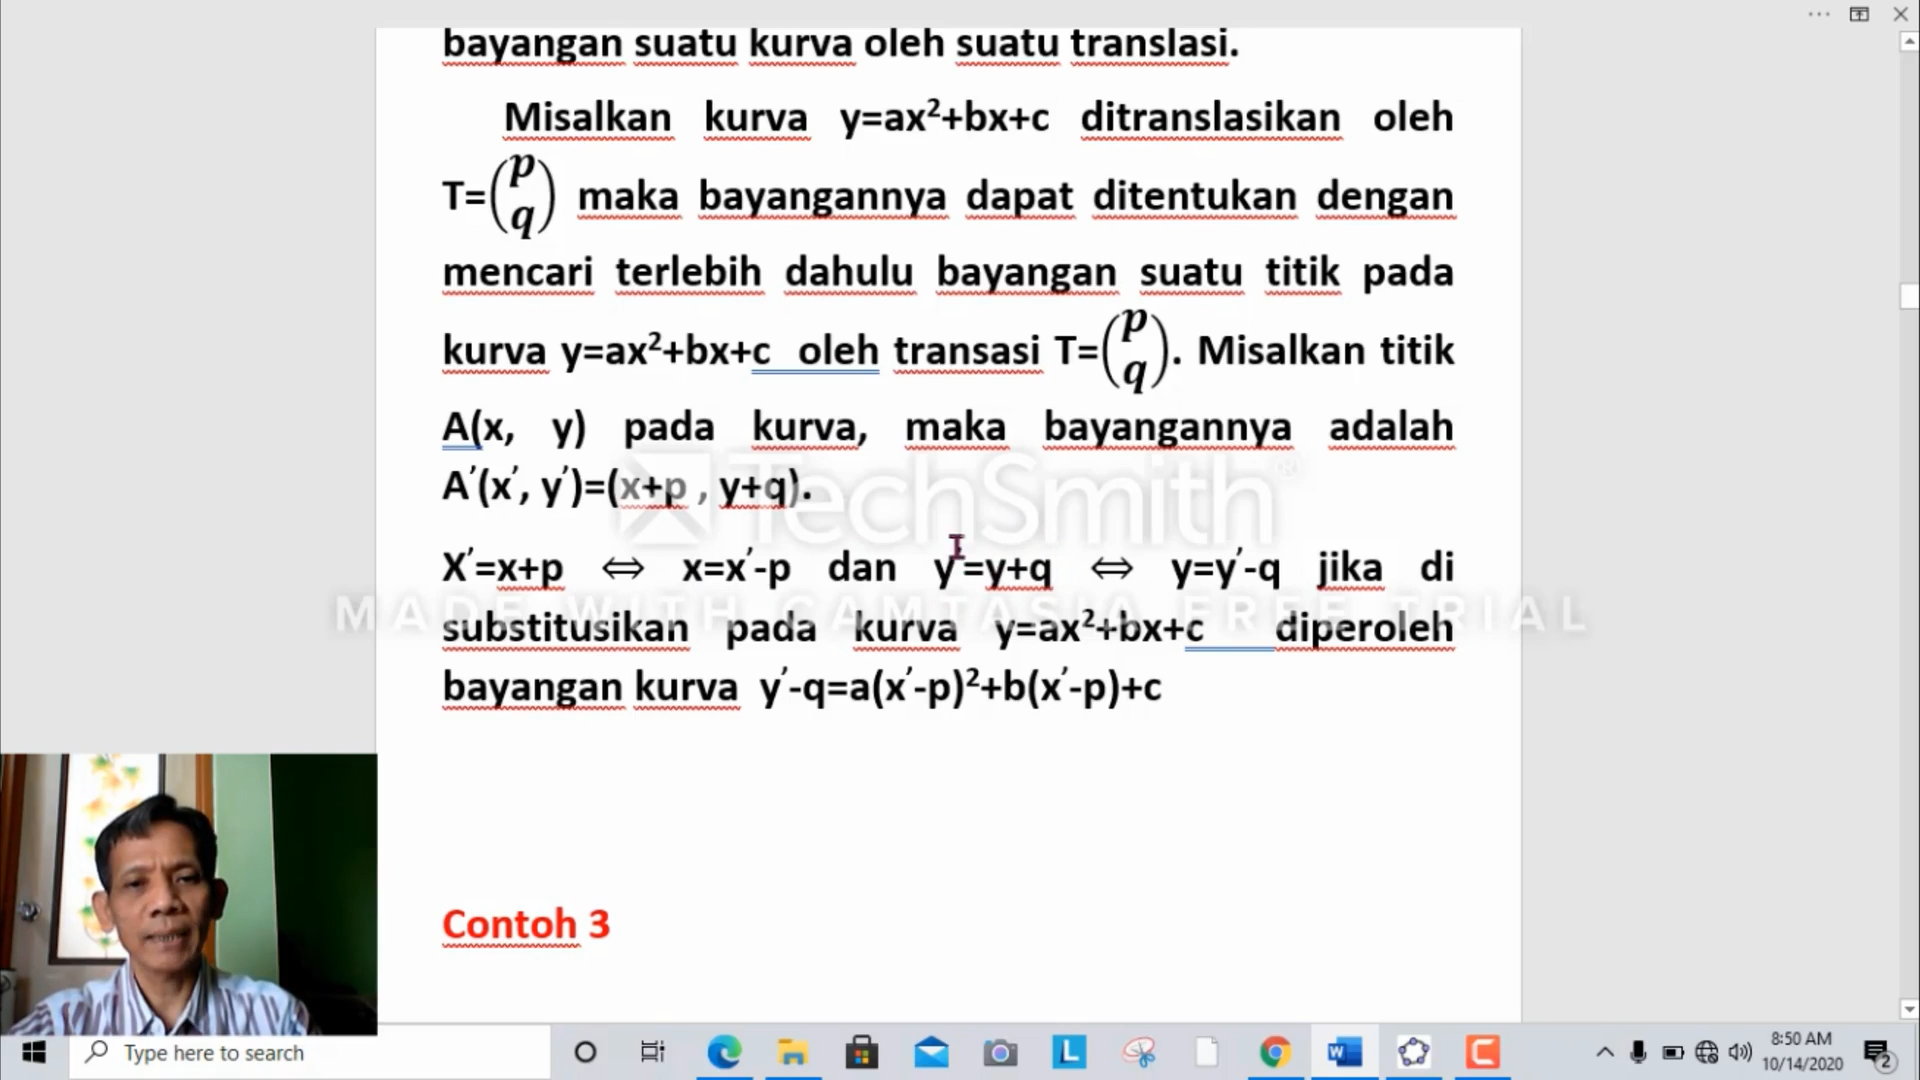 bayangan suatu kurva oleh suatu translasi.
Misalkan kurva y=ax²+bx+c ditranslasikan oleh
T=(p q) maka bayangannya dapat ditentukan dengan
mencari terlebih dahulu bayangan suatu titik pada
kurva y=ax²+bx+c oleh transasi T=(p q). Misalkan titik
A(x, y) pada kurva, maka bayangannya adalah
A′(x′, y′)=(x+p , y+q).
X′=x+p ⇔ x=x′-p dan y′=y+q ⇔ y=y′-q jika di
substitusikan pada kurva y=ax²+bx+c diperoleh
bayangan kurva y′-q=a(x′-p)²+b(x′-p)+c
Contoh 3
TechSmith®
MADE WITH CAMTASIA FREE TRIAL
Type here to search
L
W
C
8:50 AM
10/14/2020
2